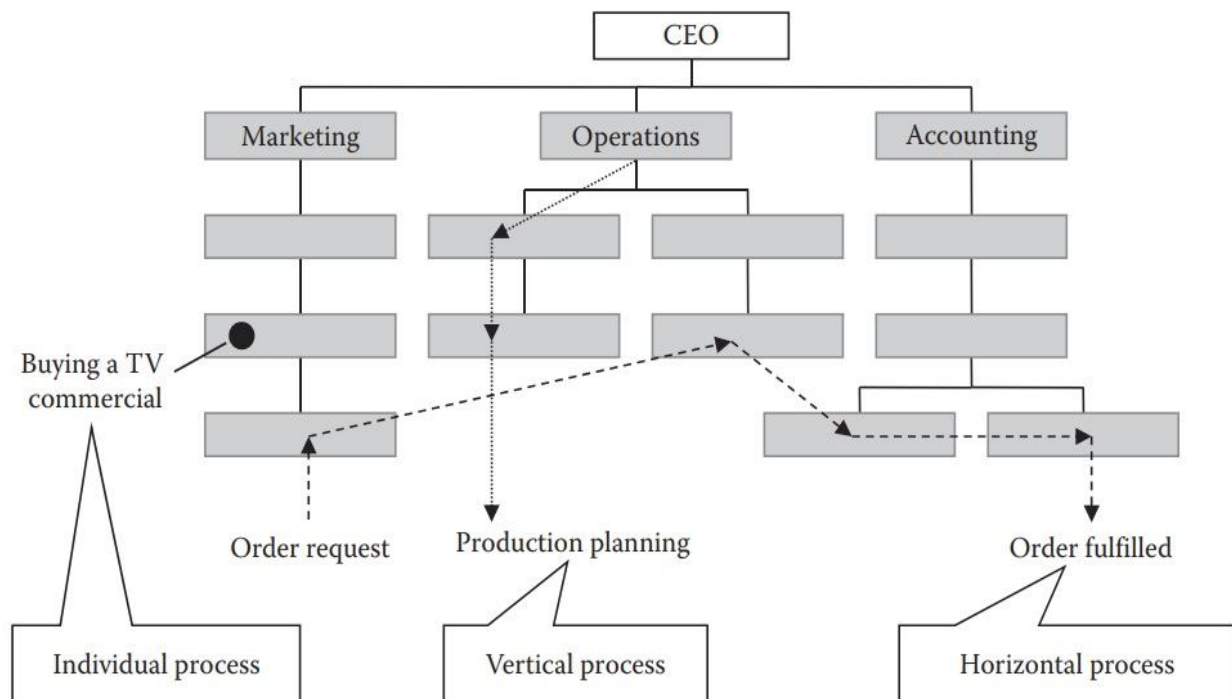 CEO
Marketing
Operations
Accounting
Buying a TV
commercial
Order request
Production planning
Order fulfilled
Individual process
Vertical process
Horizontal process